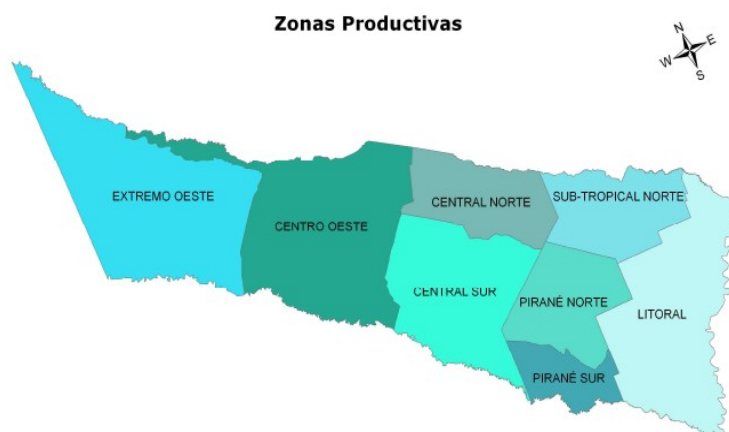 Zonas Productivas
N
E
W
S
EXTREMO OESTE
CENTRO OESTE
CENTRAL NORTE
SUB-TROPICAL NORTE
CENTRAL SUR
PIRANÉ NORTE
LITORAL
PIRANÉ SUR